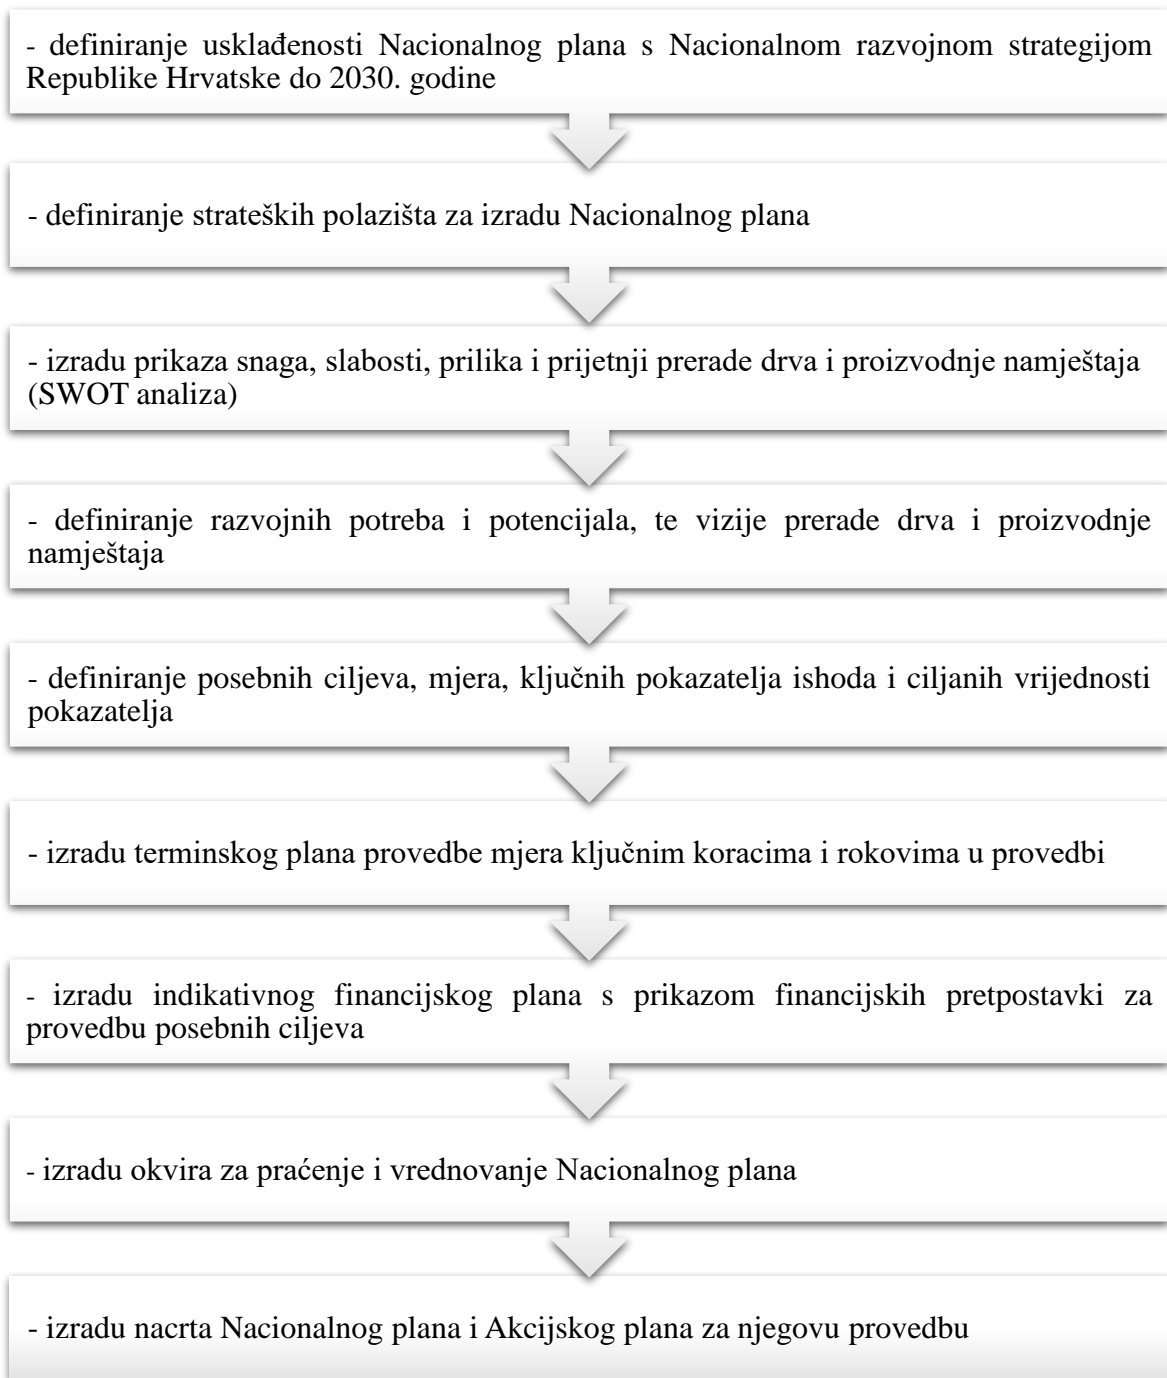 - definiranje usklađenosti Nacionalnog plana s Nacionalnom razvojnom strategijom
Republike Hrvatske do 2030. godine
- definiranje strateških polazišta za izradu Nacionalnog plana
- izradu prikaza snaga, slabosti, prilika i prijetnji prerade drva i proizvodnje namještaja
(SWOT analiza)
- definiranje razvojnih potreba i potencijala, te vizije prerade drva i proizvodnje
namještaja
- definiranje posebnih ciljeva, mjera, ključnih pokazatelja ishoda i ciljanih vrijednosti
pokazatelja
- izradu terminskog plana provedbe mjera ključnim koracima i rokovima u provedbi
- izradu indikativnog financijskog plana s prikazom financijskih pretpostavki za
provedbu posebnih ciljeva
- izradu okvira za praćenje i vrednovanje Nacionalnog plana
- izradu nacrta Nacionalnog plana i Akcijskog plana za njegovu provedbu